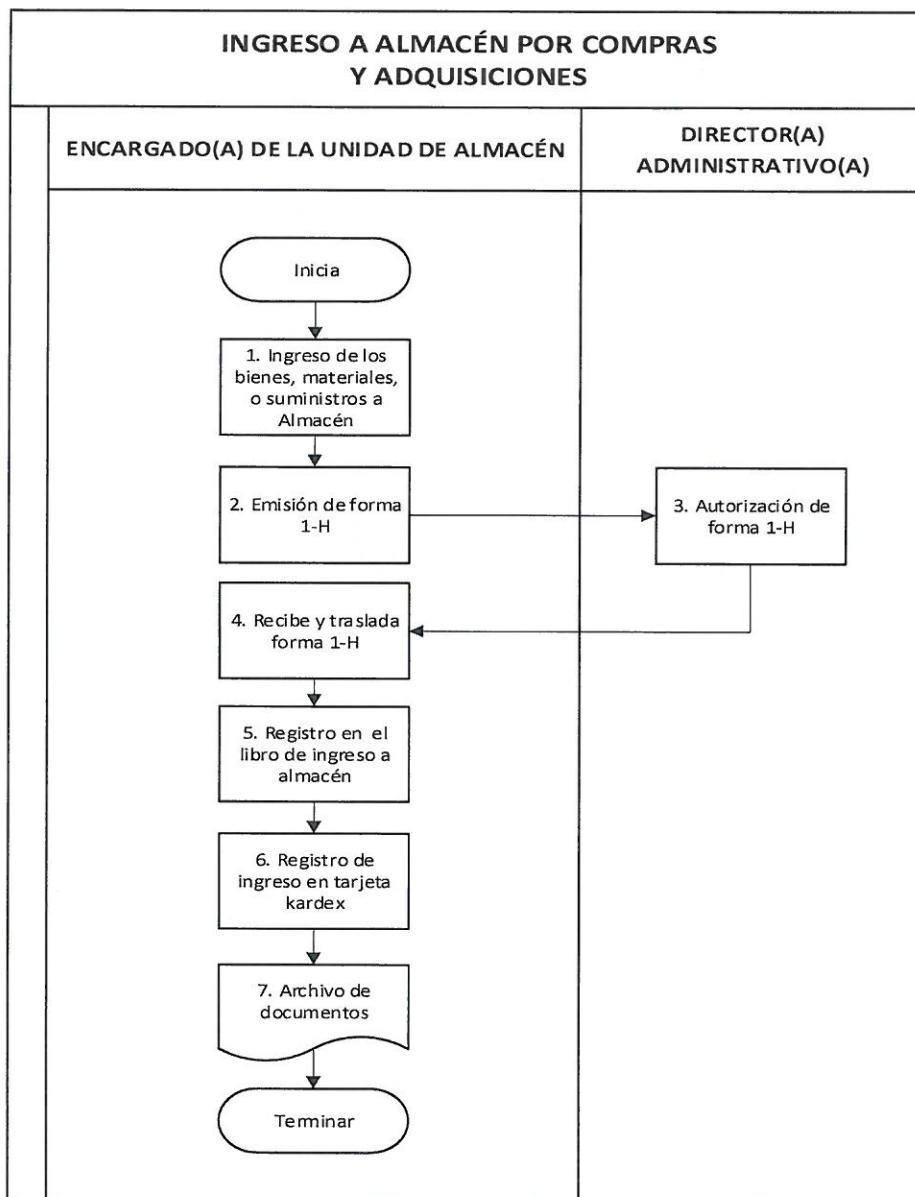 INGRESO A ALMACÉN POR COMPRAS
Y ADQUISICIONES
ENCARGADO(A) DE LA UNIDAD DE ALMACÉN
DIRECTOR(A)
ADMINISTRATIVO(A)
Inicia
1. Ingreso de los
bienes, materiales,
o suministros a
Almacén
2. Emisión de forma
1-H
3. Autorización de
forma 1-H
4. Recibe y traslada
forma 1-H
5. Registro en el
libro de ingreso a
almacén
6. Registro de
ingreso en tarjeta
kardex
7. Archivo de
documentos
Terminar